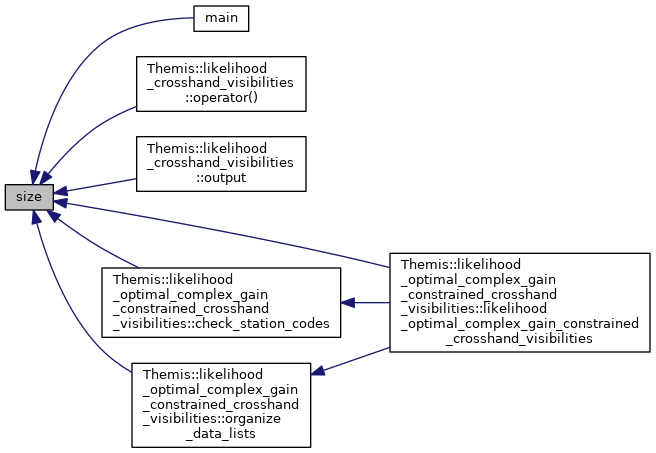 main
Themis::likelihood
_crosshand_visibilities
::operator()
Themis::likelihood
_crosshand_visibilities
::output
size
Themis::likelihood
_optimal_complex_gain
_constrained_crosshand
_visibilities::check_station_codes
Themis::likelihood
_optimal_complex_gain
_constrained_crosshand
_visibilities::likelihood
_optimal_complex_gain_constrained
_crosshand_visibilities
Themis::likelihood
_optimal_complex_gain
_constrained_crosshand
_visibilities::organize
_data_lists